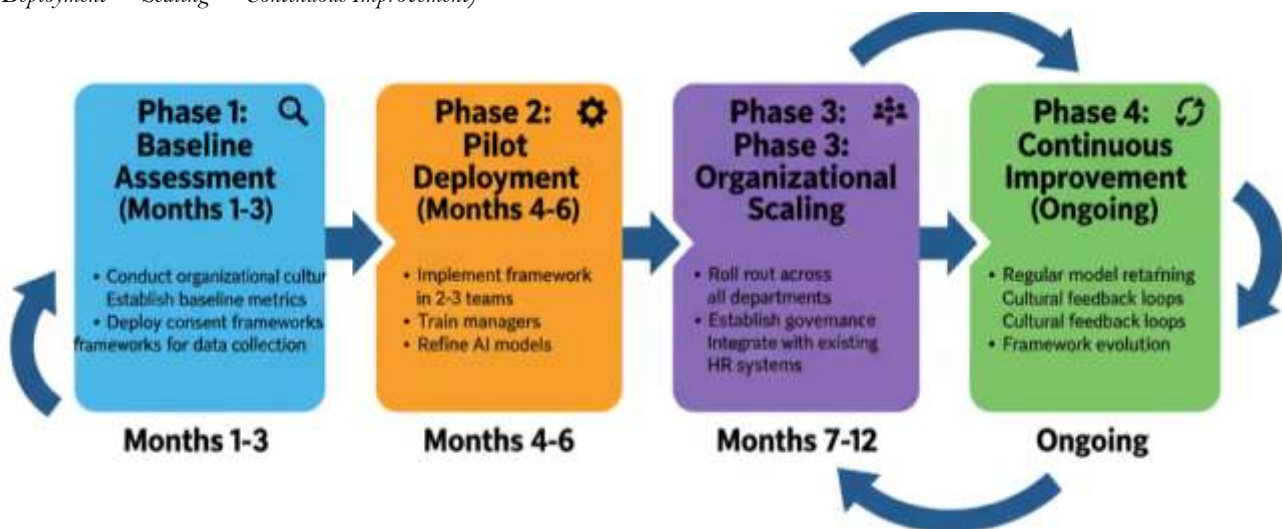 Deployment Scaling Continuous Improvement)
Phase 1:
Baseline
Assessment
(Months 1-3)
• Conduct organizational cultur
Establish baseline metrics
• Deploy consent frameworks
frameworks for data collection
Months 1-3
Phase 2:
Pilot
Deployment
(Months 4-6)
• Implement framework
in 2-3 teams
• Train managers
• Refine AI models
Months 4-6
Phase 3:
Phase 3:
Organizational
Scaling
• Roll rout across
all departments
• Establish governance
Integrate with existing
HR systems
Months 7-12
Phase 4:
Continuous
Improvement
(Ongoing)
• Regular model retarning
Cultural feedback loops
Cultural feedback loops
• Framework evolution
Ongoing